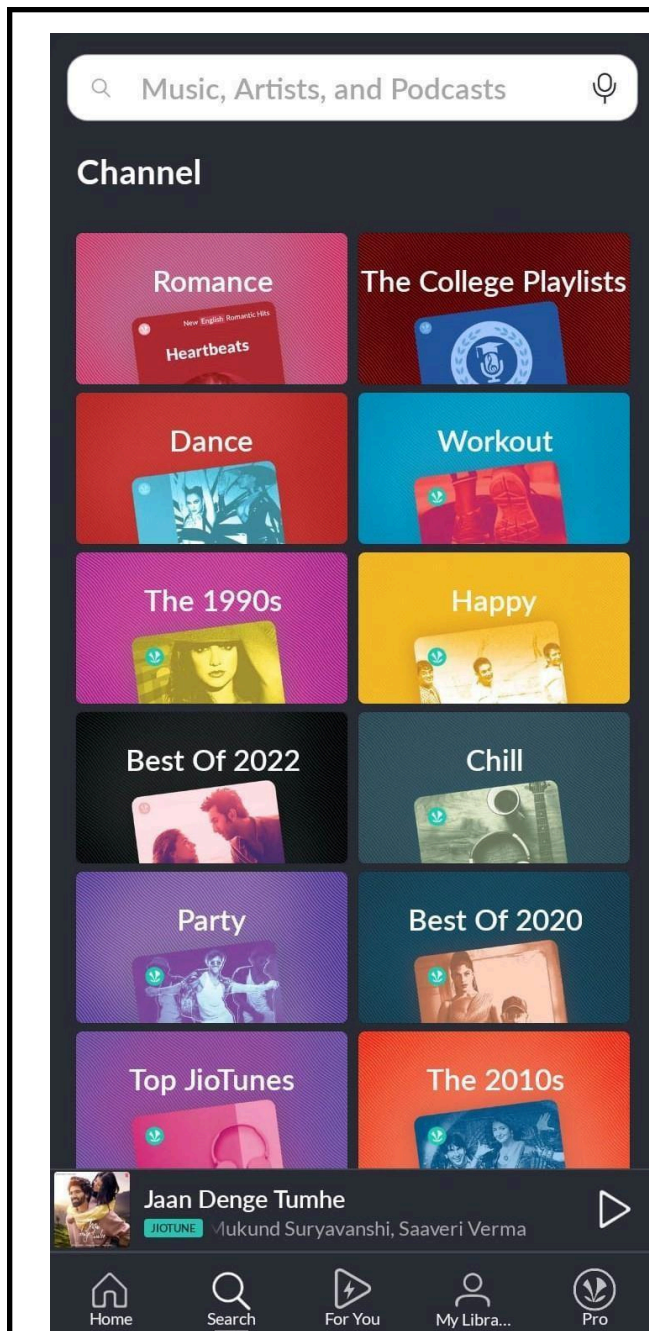 Music, Artists, and Podcasts
Channel
Romance
New English Romantic Hits
Heartbeats
The College Playlists
Dance
Workout
The 1990s
Happy
Best Of 2022
Chill
Party
Best Of 2020
Top JioTunes
The 2010s
Jaan Denge Tumhe
JIOTUNE Mukund Suryavanshi, Saaveri Verma
Home
Search
For You
My Libra...
Pro